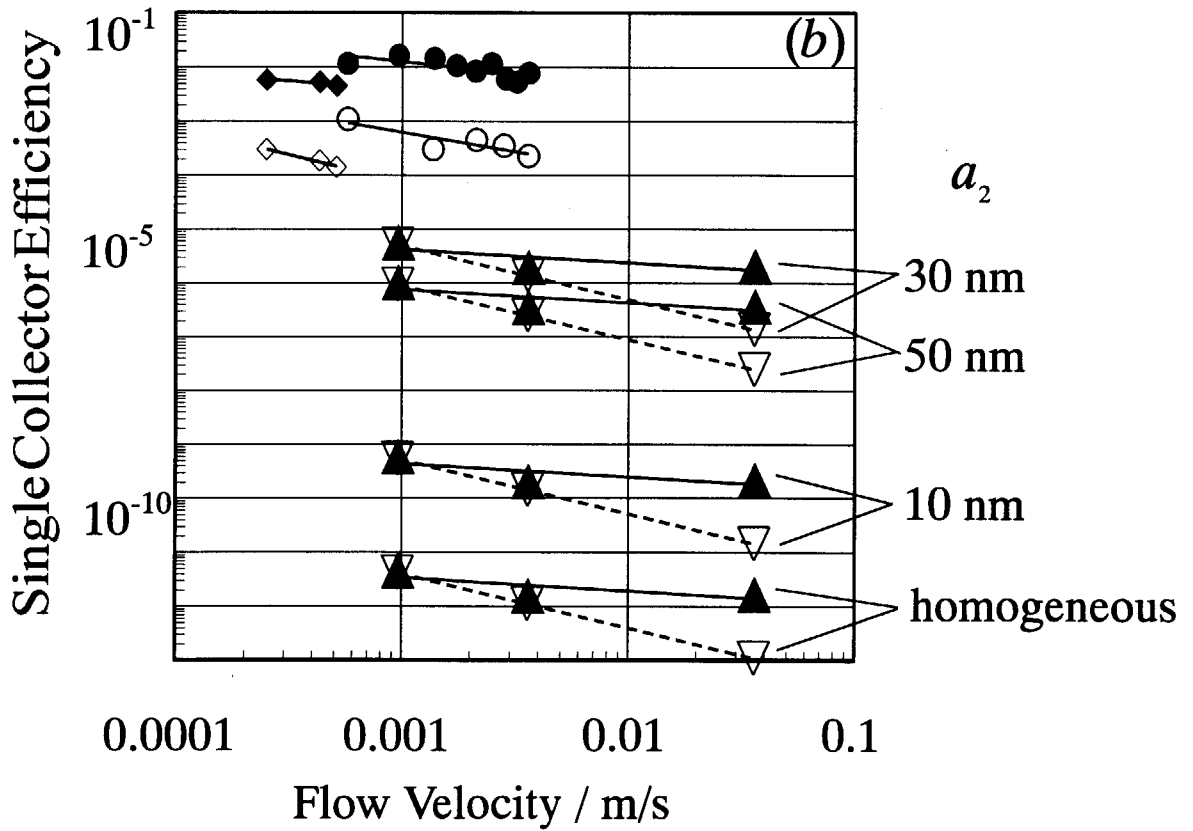 (b)
10^-1
10^-5
10^-10
Single Collector Efficiency
a_2
30 nm
50 nm
10 nm
homogeneous
0.0001 0.001 0.01 0.1
Flow Velocity / m/s